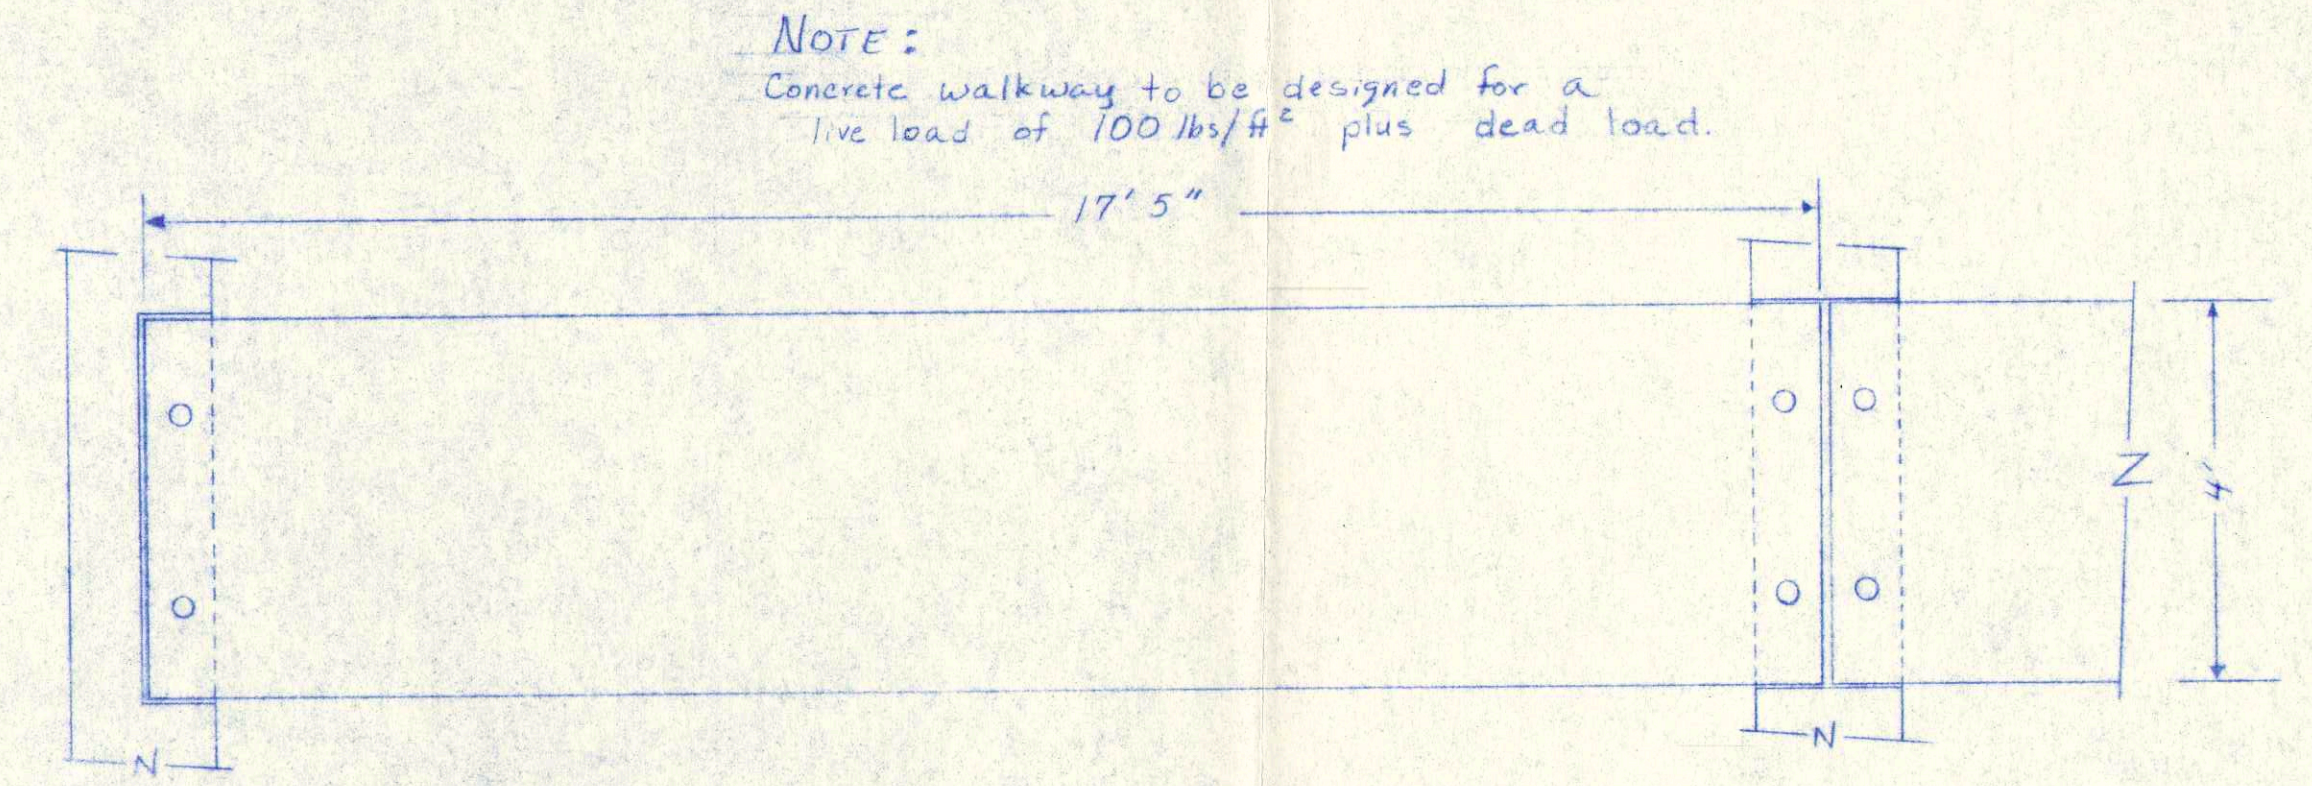 NOTE:
Concrete walkway to be designed for a
live load of 100 lbs/ft² plus dead load.
17' 5"
4'